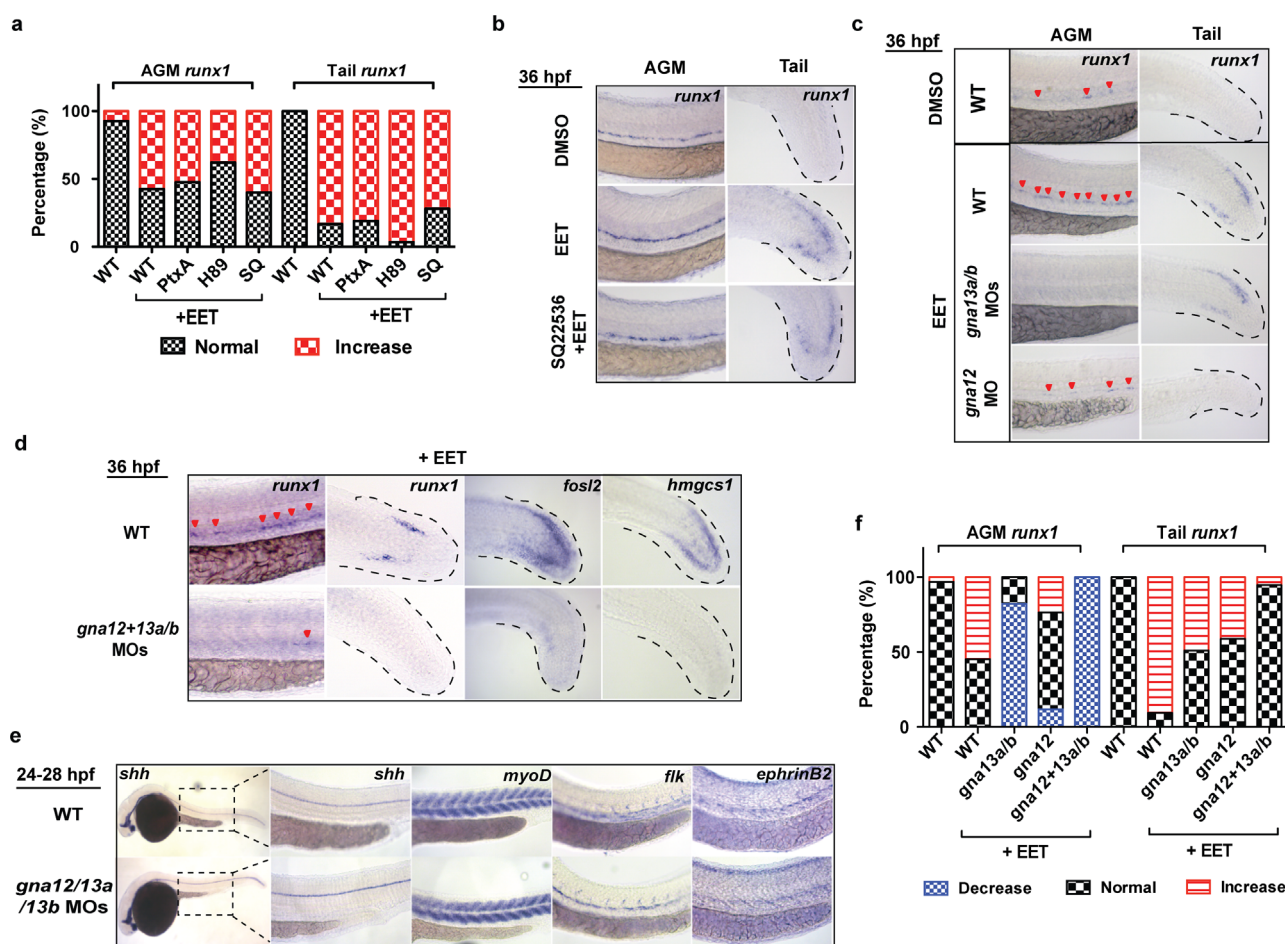 a
AGM runx1
Tail runx1
Percentage (%)
100
50
0
WT
WT
PtxA
H89
SQ
WT
WT
PtxA
H89
SQ
+EET
+EET
Normal
Increase
b
36 hpf
AGM
Tail
runx1
runx1
DMSO
EET
SQ22536
+EET
c
36 hpf
AGM
Tail
runx1
runx1
DMSO
WT
EET
WT
gna13a/b
MOs
gna12
MO
d
36 hpf
+ EET
runx1
runx1
fosl2
hmgcs1
WT
gna12+13a/b
MOs
e
24-28 hpf
shh
shh
myoD
flk
ephrinB2
WT
gna12/13a
/13b MOs
f
AGM runx1
Tail runx1
Percentage (%)
100
50
0
WT
WT
gna13a/b
gna12
gna12+13a/b
WT
WT
gna13a/b
gna12
gna12+13a/b
+ EET
+ EET
Decrease
Normal
Increase